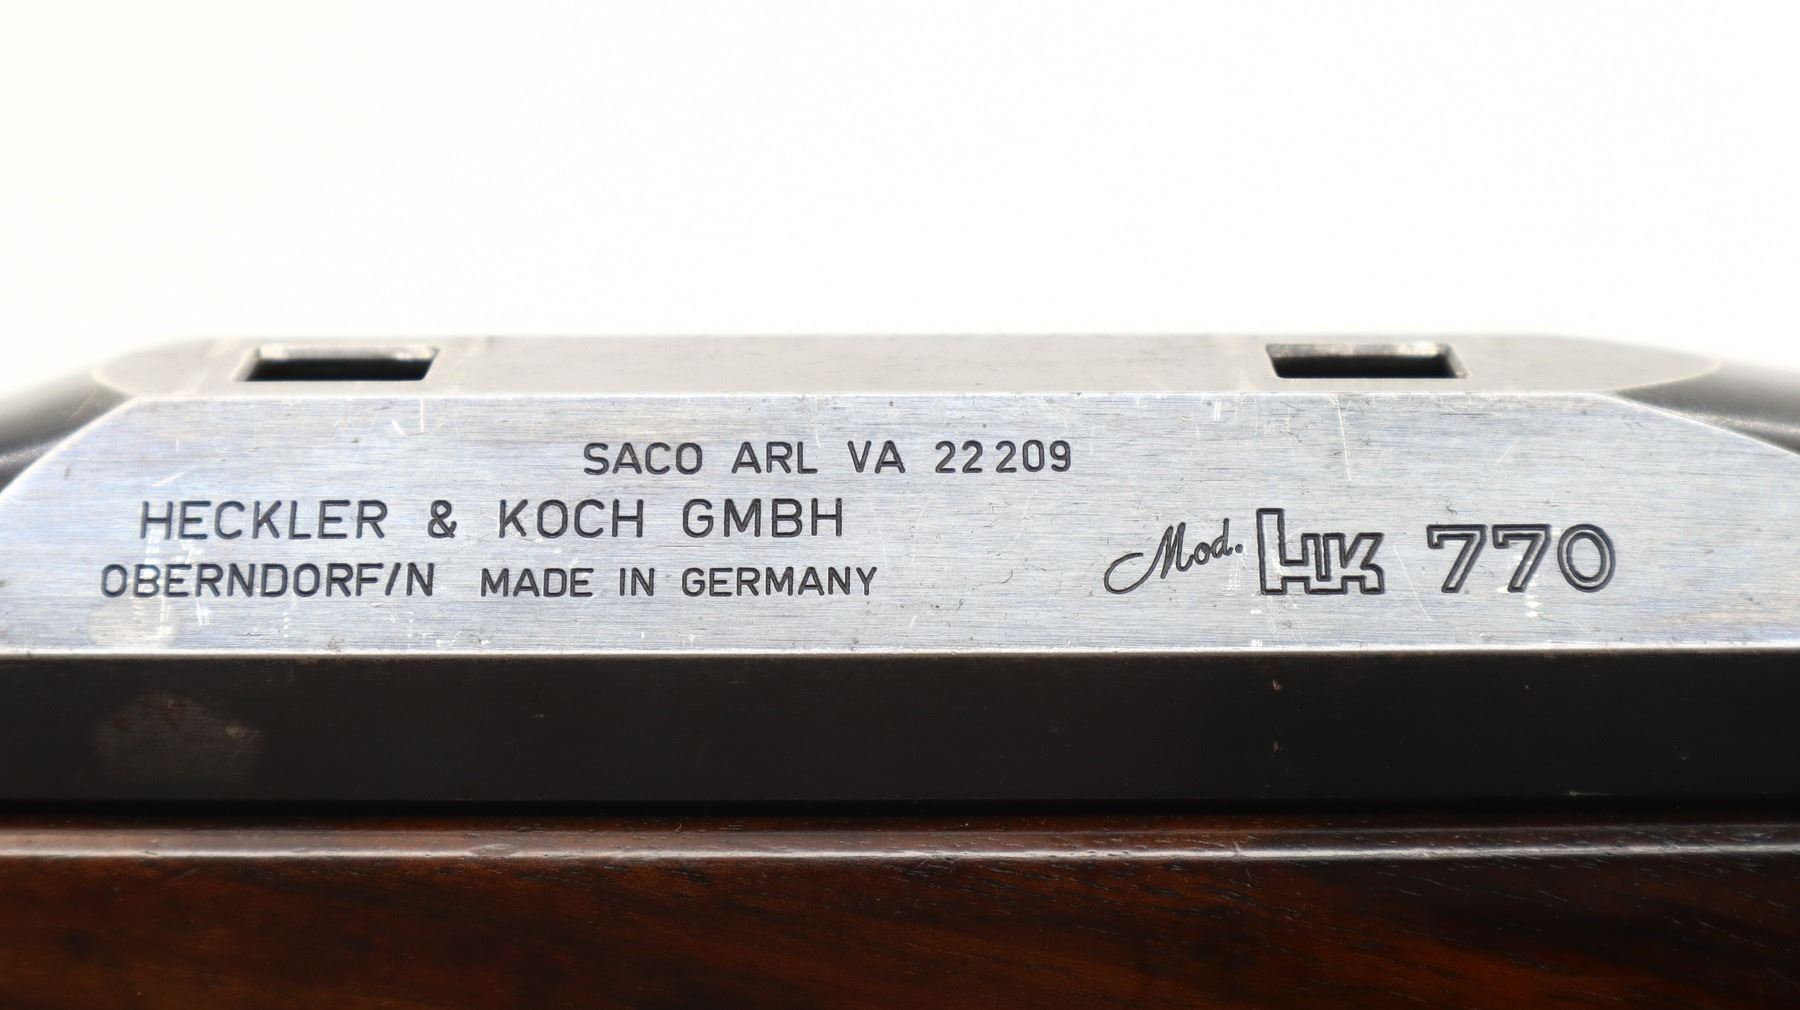 SACO ARL VA 22209
HECKLER & KOCH GMBH
OBERNDORF/N MADE IN GERMANY
Mod. HK 770